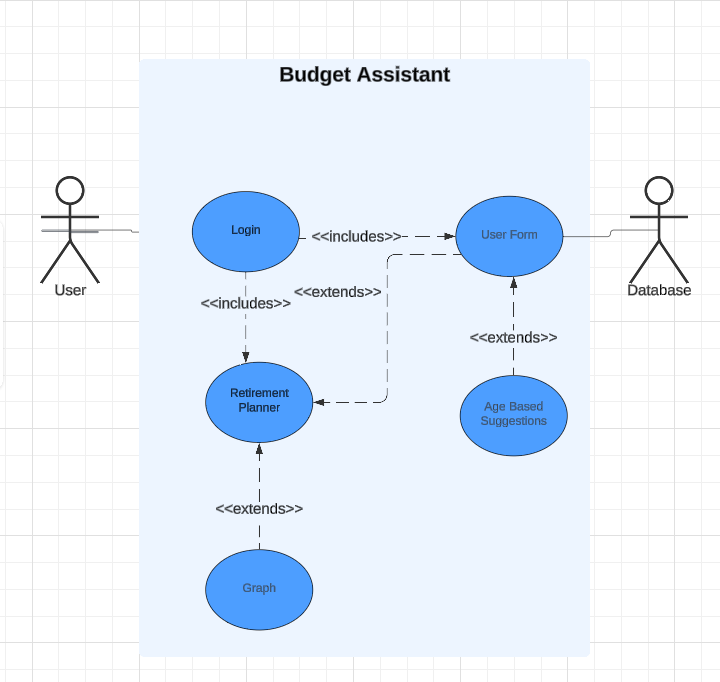 Budget Assistant
Login
<<includes>>
User Form
User
Database
<<includes>>
<<extends>>
<<extends>>
Retirement
Planner
Age Based
Suggestions
<<extends>>
Graph